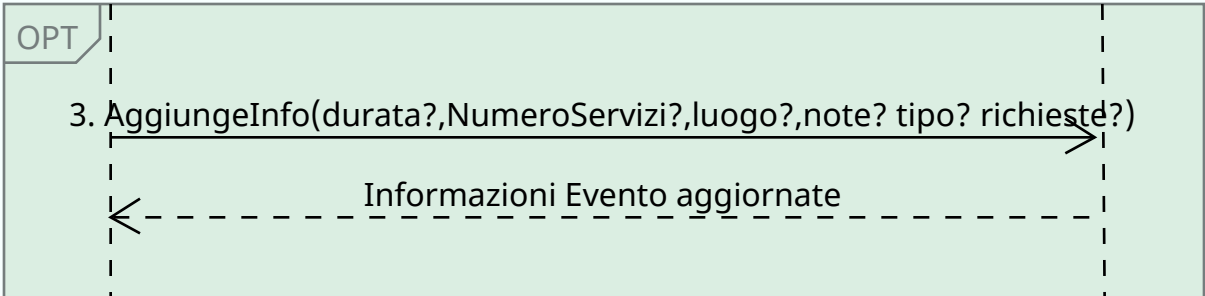 OPT
3. AggiungeInfo(durata?,NumeroServizi?,luogo?,note? tipo? richieste?)
Informazioni Evento aggiornate